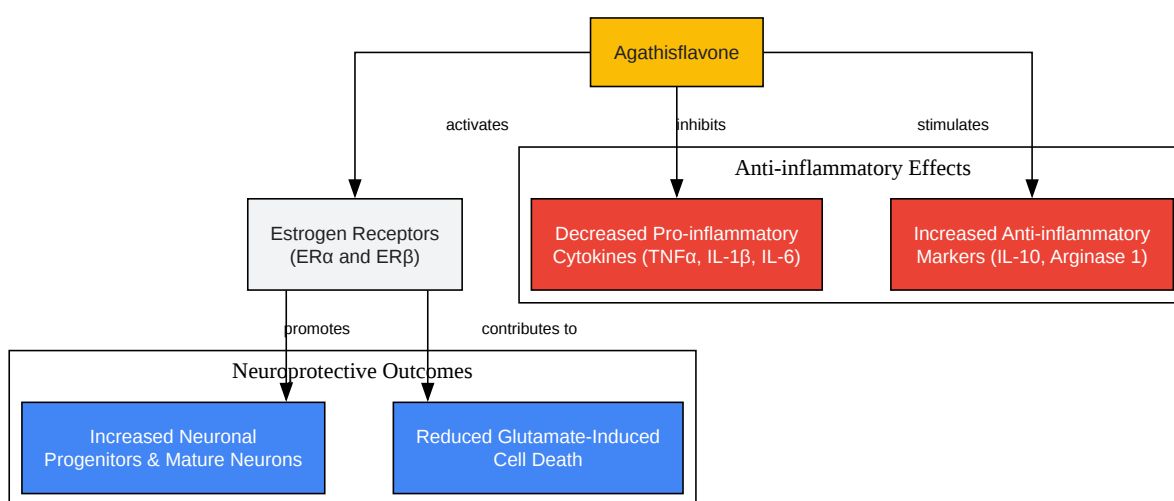 Agathisflavone
activates
inhibits
stimulates
Anti-inflammatory Effects
Estrogen Receptors
(ERα and ERβ)
Decreased Pro-inflammatory
Cytokines (TNFα, IL-1β, IL-6)
Increased Anti-inflammatory
Markers (IL-10, Arginase 1)
promotes
contributes to
Neuroprotective Outcomes
Increased Neuronal
Progenitors & Mature Neurons
Reduced Glutamate-Induced
Cell Death